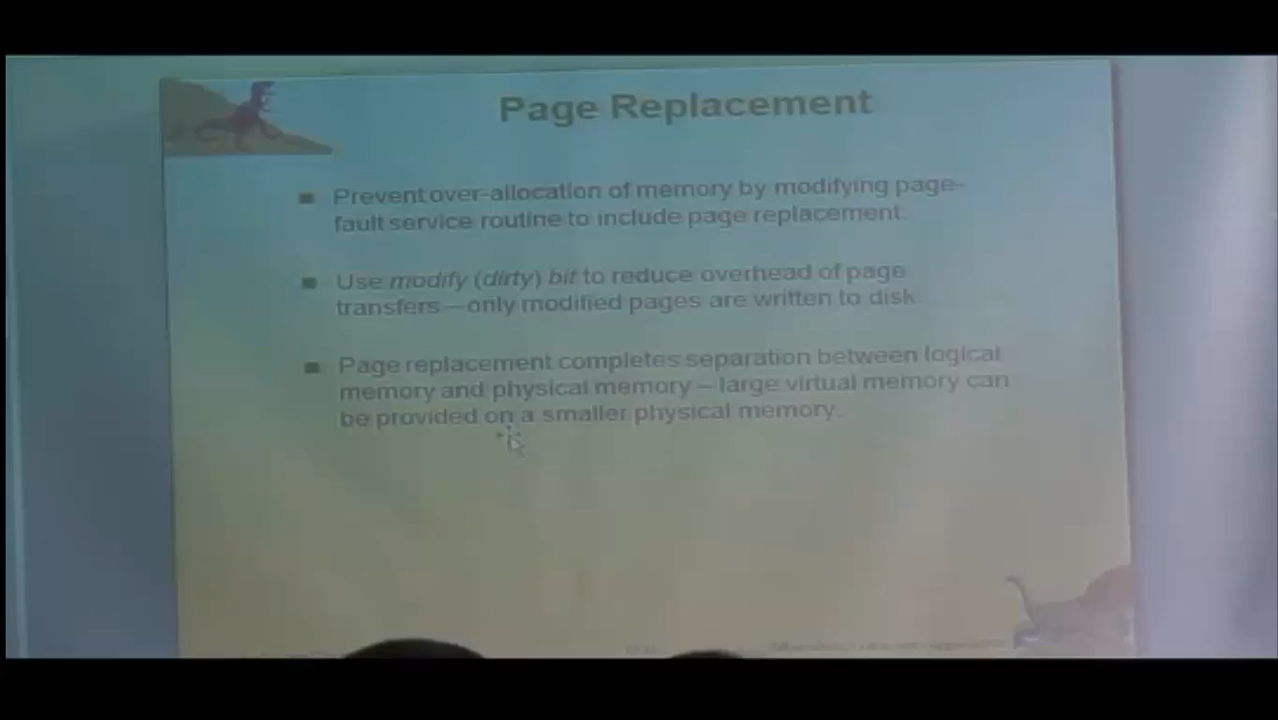 Page Replacement
Prevent over-allocation of memory by modifying page-
fault service routine to include page replacement.
Use modify (dirty) bit to reduce overhead of page
transfers – only modified pages are written to disk.
Page replacement completes separation between logical
memory and physical memory – large virtual memory can
be provided on a smaller physical memory.